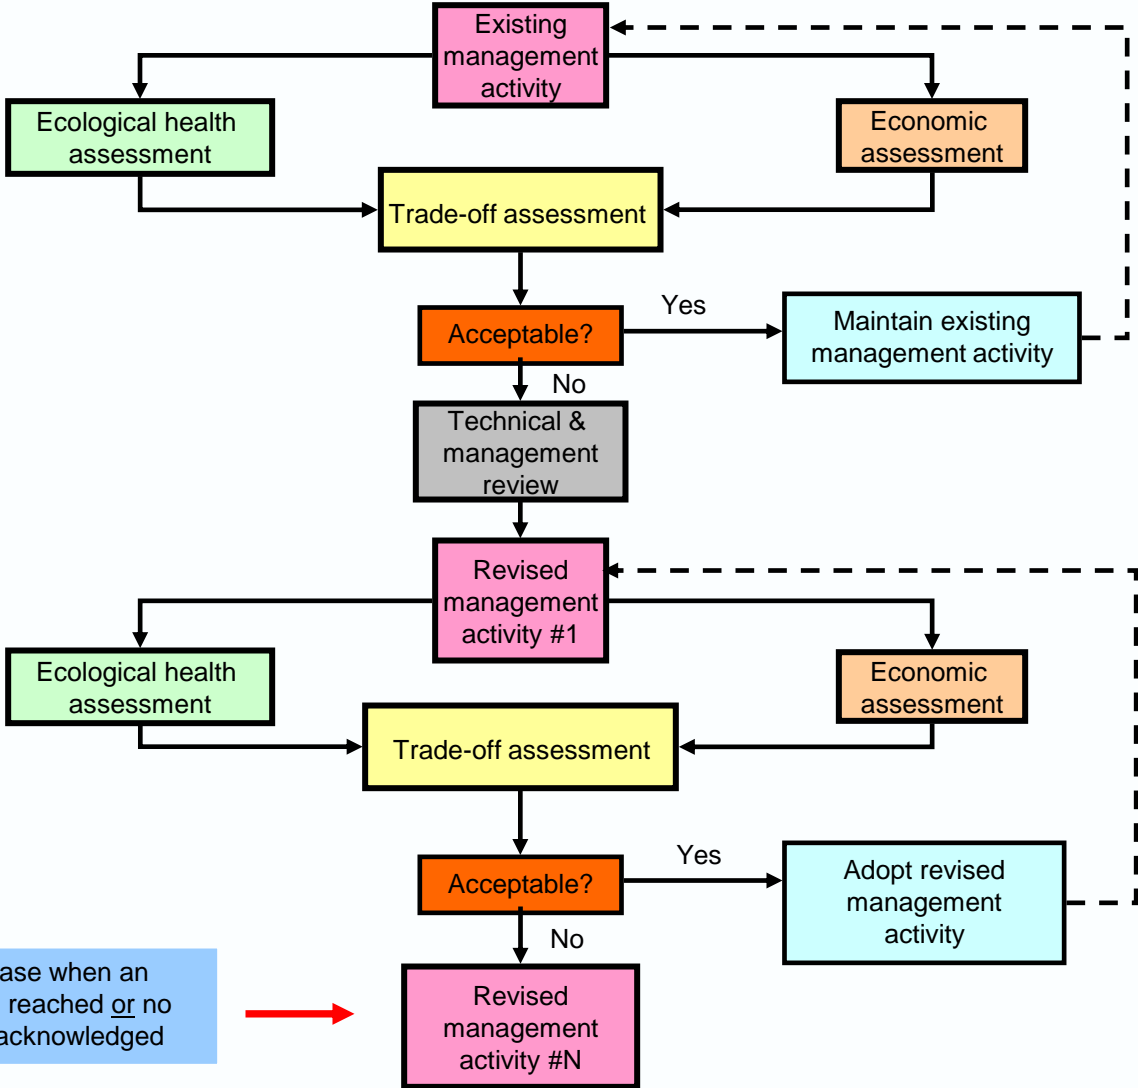 Existing
management
activity
Ecological health
assessment
Economic
assessment
Trade-off assessment
Acceptable?
Yes
Maintain existing
management activity
No
Technical &
management
review
Revised
management
activity #1
Ecological health
assessment
Economic
assessment
Trade-off assessment
Acceptable?
Yes
Adopt revised
management
activity
No
when an
reached or no
acknowledged
Revised
management
activity #N